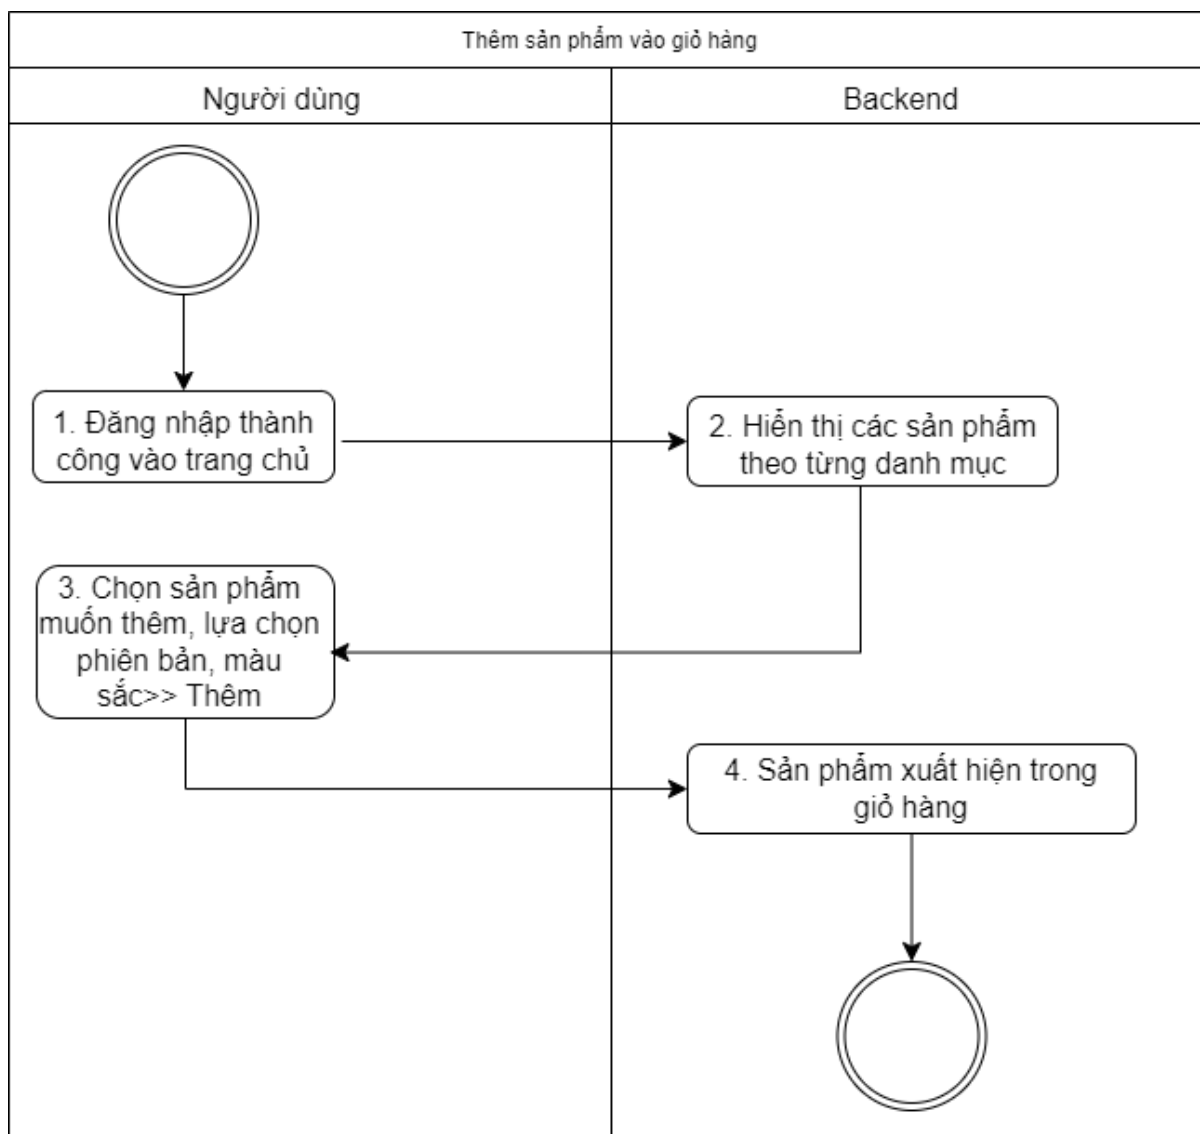 Thêm sản phẩm vào giỏ hàng
Người dùng
Backend
1. Đăng nhập thành
công vào trang chủ
2. Hiển thị các sản phẩm
theo từng danh mục
3. Chọn sản phẩm
muốn thêm, lựa chọn
phiên bản, màu
sắc>> Thêm
4. Sản phẩm xuất hiện trong
giỏ hàng